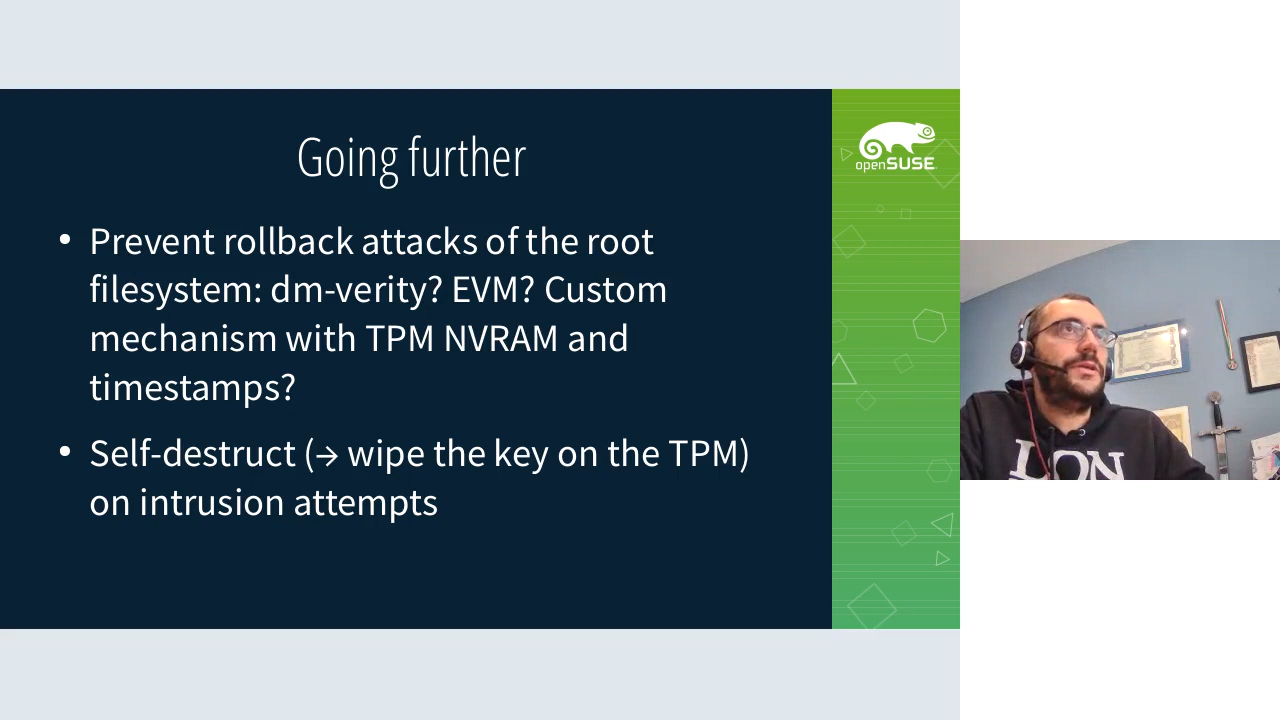 Going further
• Prevent rollback attacks of the root
filesystem: dm-verity? EVM? Custom
mechanism with TPM NVRAM and
timestamps?
• Self-destruct (→ wipe the key on the TPM)
on intrusion attempts
openSUSE